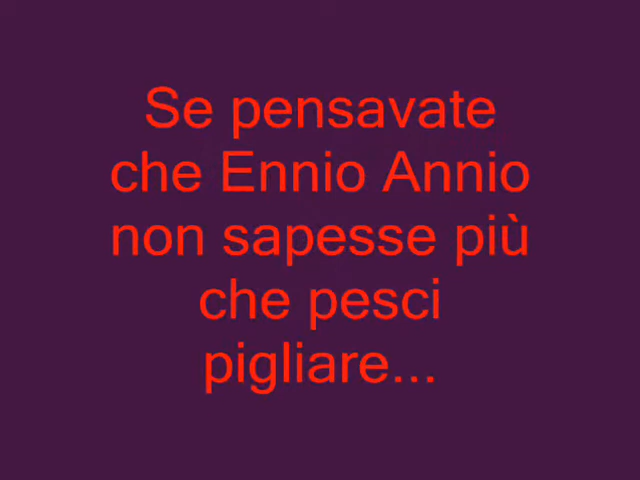 Se pensavate
che Ennio Annio
non sapesse più
che pesci
pigliare...